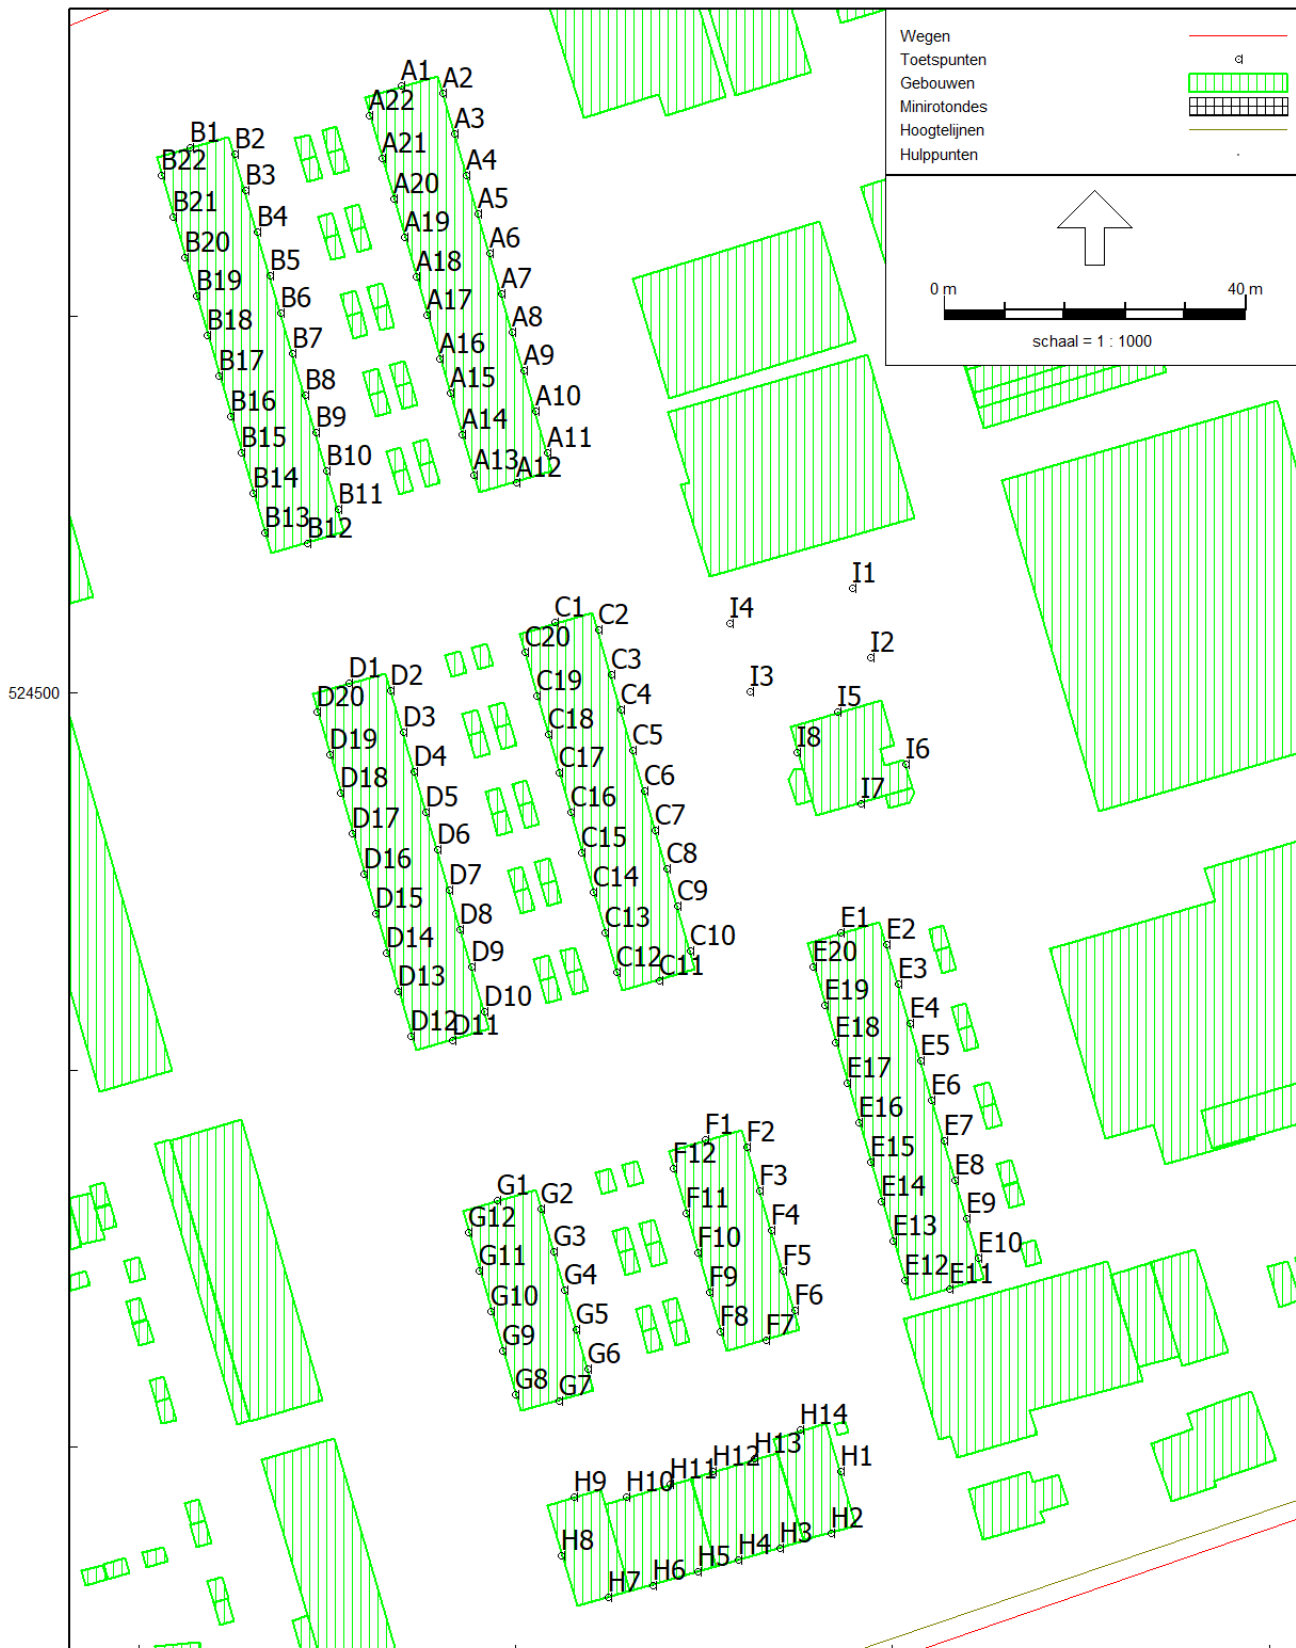 Wegen
Toetspunten
Gebouwen
Minirotondes
Hoogtelijnen
Hulppunten
0 m 40 m
schaal = 1 : 1000
524500
A1
A2
A22
A3
A21
A4
A20
A5
A19
A6
A18
A7
A17
A8
A16
A9
A15
A10
A14
A11
A13
A12
B1
B2
B22
B3
B21
B4
B20
B5
B19
B6
B18
B7
B17
B8
B16
B9
B15
B10
B14
B11
B13
B12
I1
I4
I2
I3
I5
I8
I6
I7
C1
C2
C20
C3
C19
C4
C18
C5
C17
C6
C16
C7
C15
C8
C14
C9
C13
C10
C12
C11
D1
D2
D20
D3
D19
D4
D18
D5
D17
D6
D16
D7
D15
D8
D14
D9
D13
D10
D12
D11
E1
E2
E20
E3
E19
E4
E18
E5
E17
E6
E16
E7
E15
E8
E14
E9
E13
E10
E12
E11
F1
F2
F12
F3
F11
F4
F10
F5
F9
F6
F8
F7
G1
G2
G12
G3
G11
G4
G10
G5
G9
G6
G8
G7
H14
H13
H12
H11
H10
H9
H1
H2
H3
H4
H5
H6
H7
H8